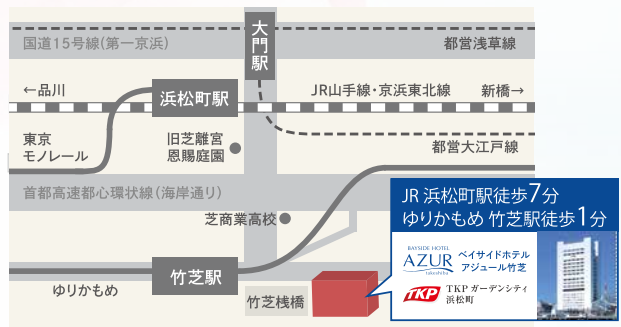 国道15号線(第一京浜)
大門駅
都営浅草線
←品川
浜松町駅
JR山手線・京浜東北線
新橋→
東京
モノレール
旧芝離宮
恩賜庭園
都営大江戸線
首都高速都心環状線(海岸通り)
芝商業高校
JR 浜松町駅徒歩7分
ゆりかもめ 竹芝駅徒歩1分
BAYSIDE HOTEL
AZUR
takeshiba
ベイサイドホテル
アジュール竹芝
TKP
TKP ガーデンシティ
浜松町
竹芝駅
ゆりかもめ
竹芝桟橋